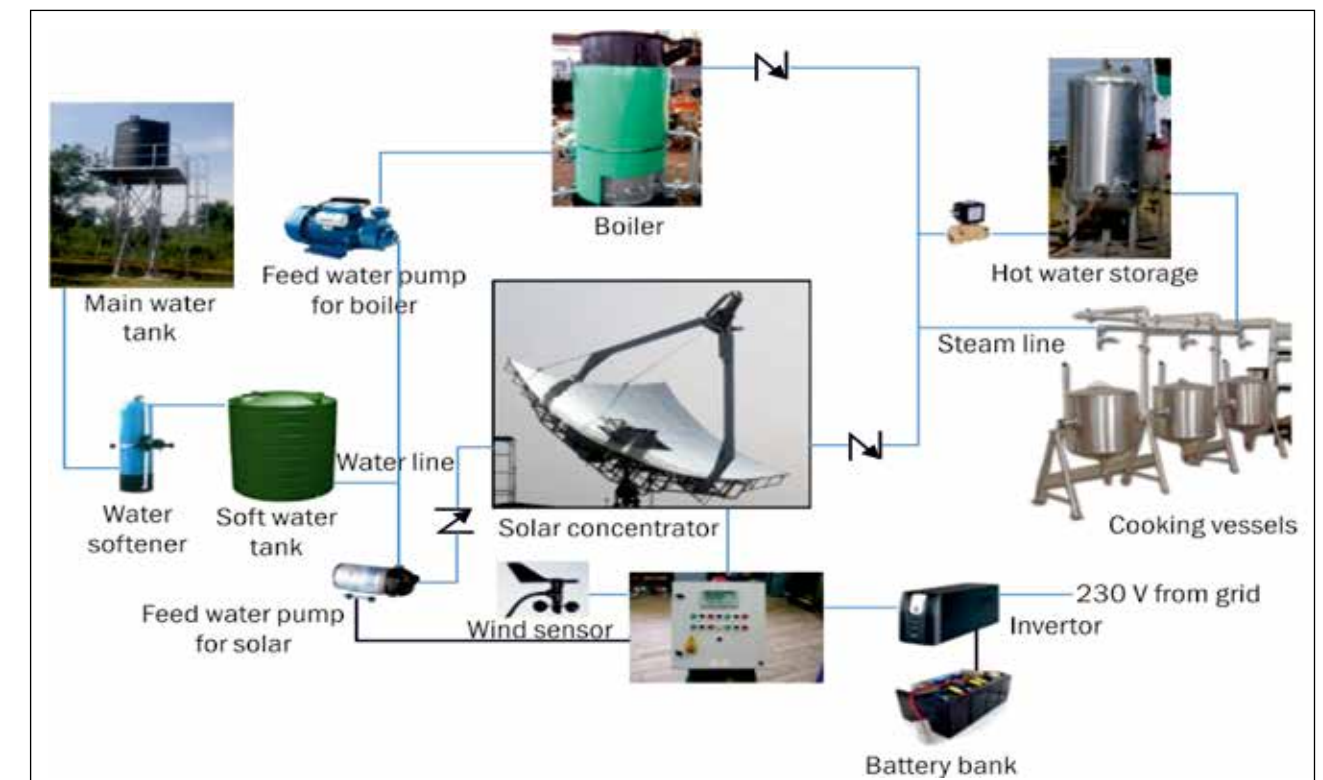 Boiler
Feed water pump
for boiler
Main water
tank
Hot water storage
Steam line
Water line
Water
softener
Soft water
tank
Solar concentrator
Cooking vessels
Feed water pump
for solar
Wind sensor
230 V from grid
Invertor
Battery bank